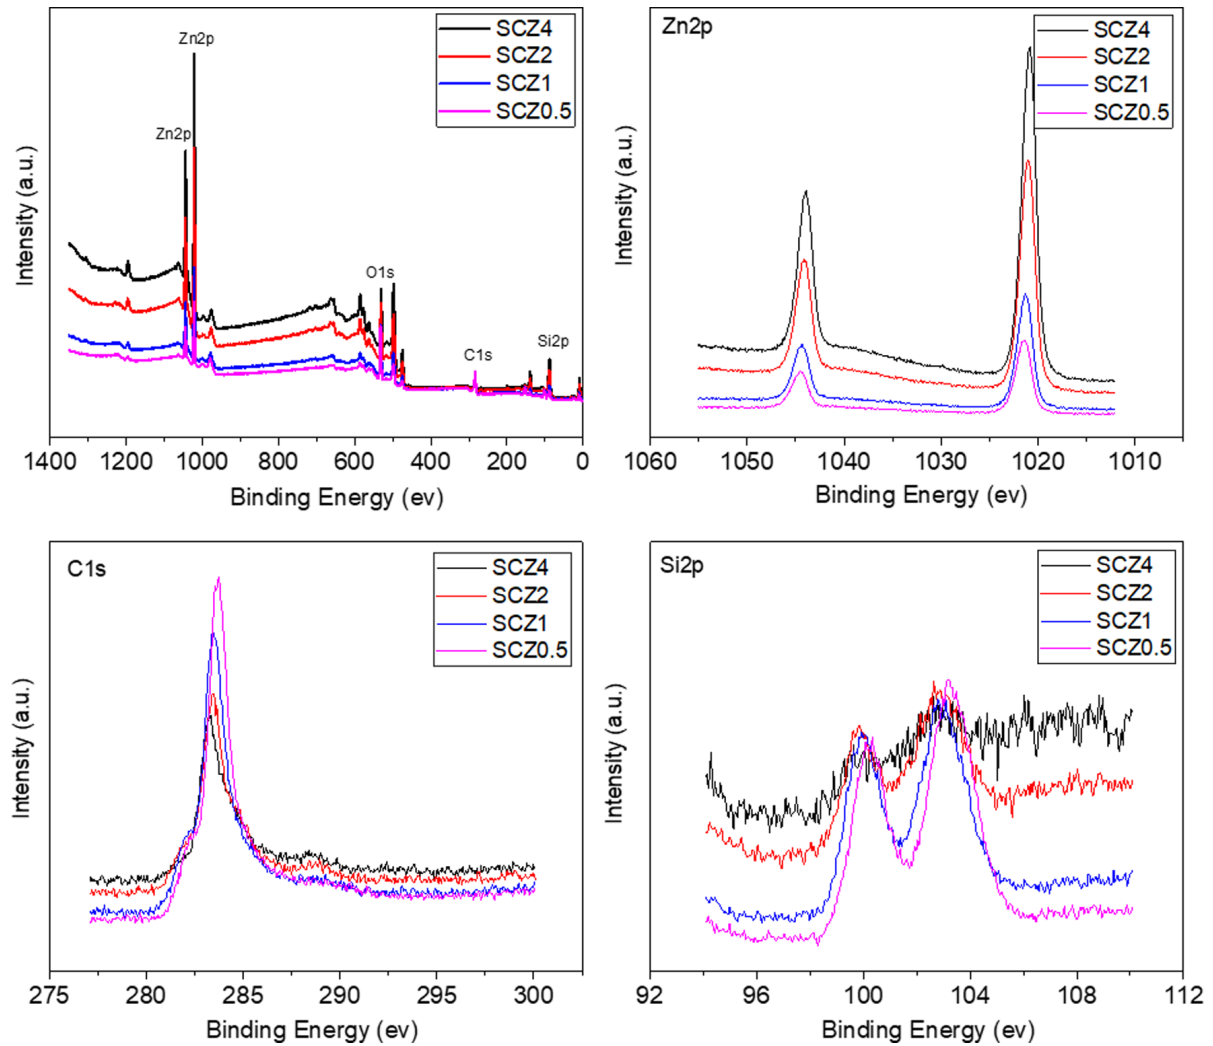 Zn2p
Zn2p
O1s
C1s
Si2p
SCZ4
SCZ2
SCZ1
SCZ0.5
Intensity (a.u.)
1400 1200 1000 800 600 400 200 0
Binding Energy (ev)
Zn2p
SCZ4
SCZ2
SCZ1
SCZ0.5
Intensity (a.u.)
1060 1050 1040 1030 1020 1010
Binding Energy (ev)
C1s
SCZ4
SCZ2
SCZ1
SCZ0.5
Intensity (a.u.)
275 280 285 290 295 300
Binding Energy (ev)
Si2p
SCZ4
SCZ2
SCZ1
SCZ0.5
Intensity (a.u.)
92 96 100 104 108 112
Binding Energy (ev)